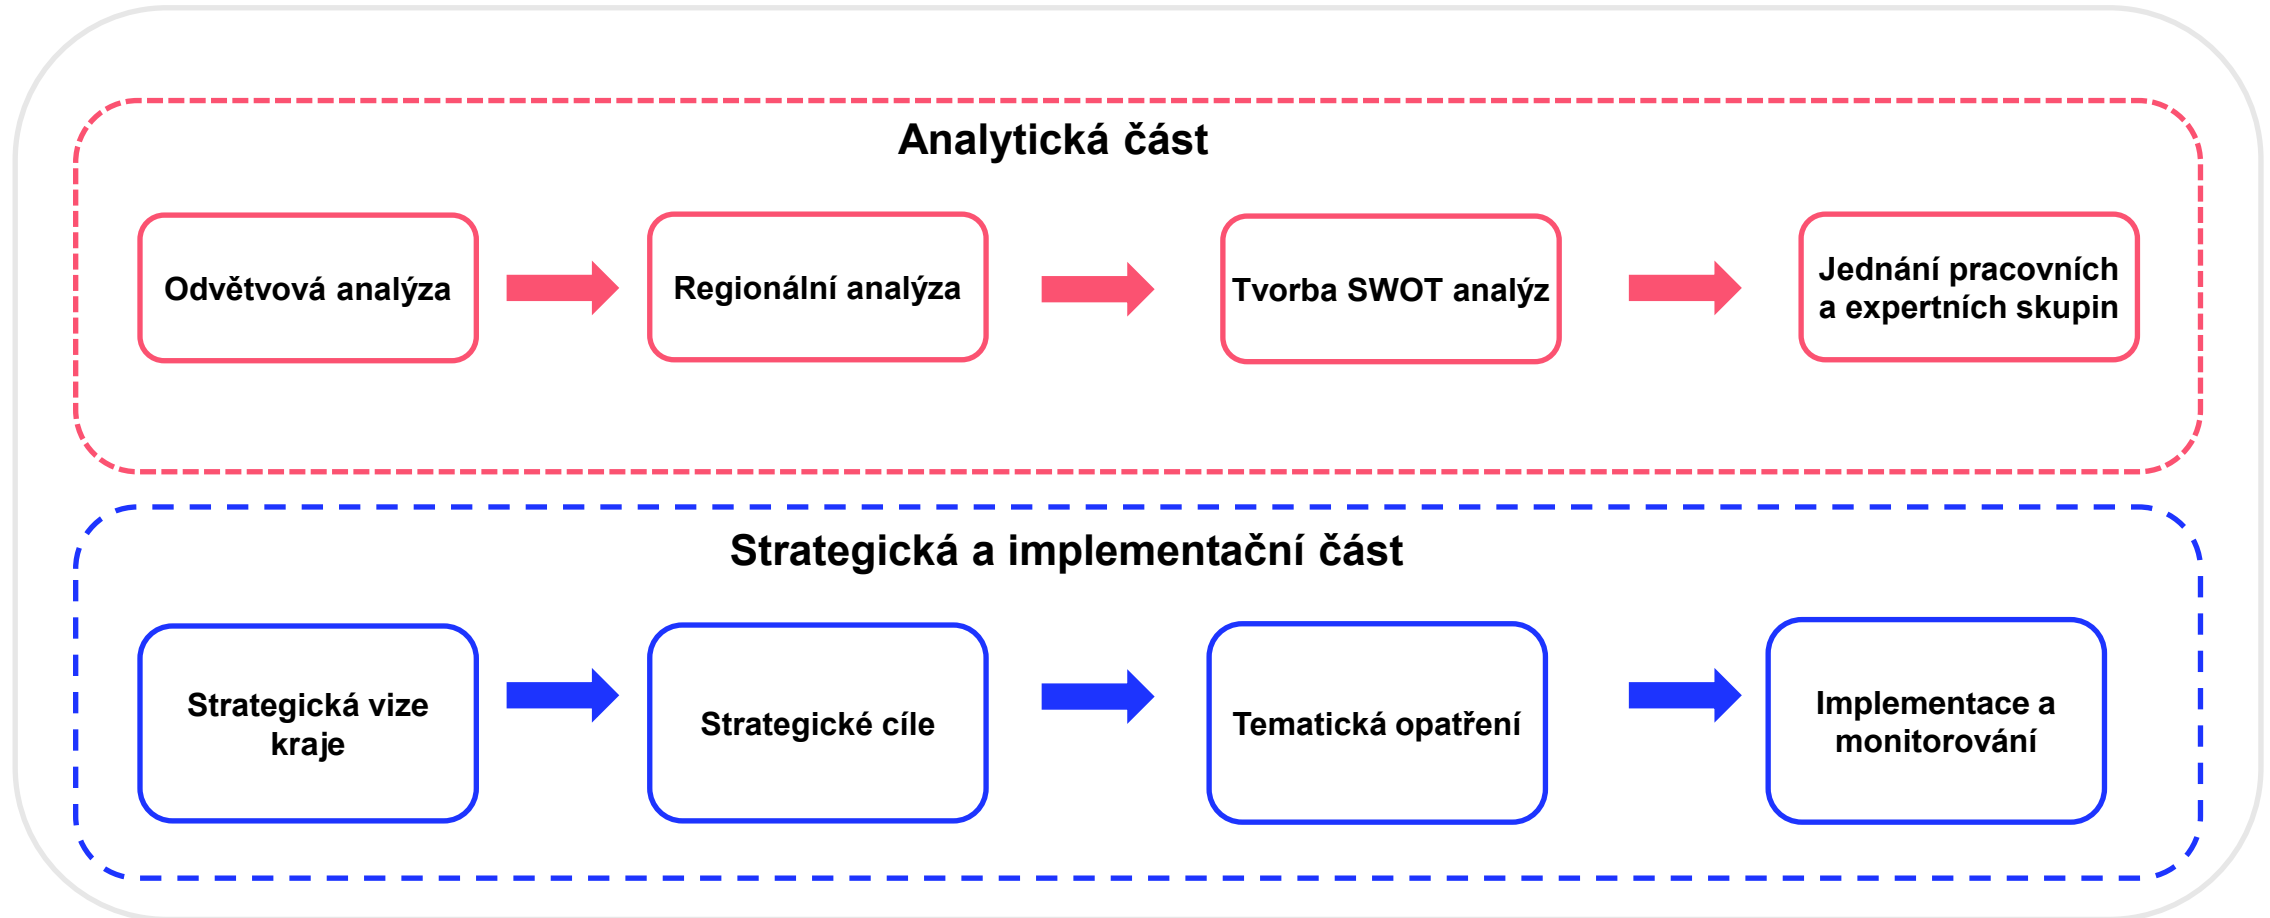 Analytická část
Odvětvová analýza
Regionální analýza
Tvorba SWOT analýz
Jednání pracovních
a expertních skupin
Strategická a implementační část
Strategická vize
kraje
Strategické cíle
Tematická opatření
Implementace a
monitorování